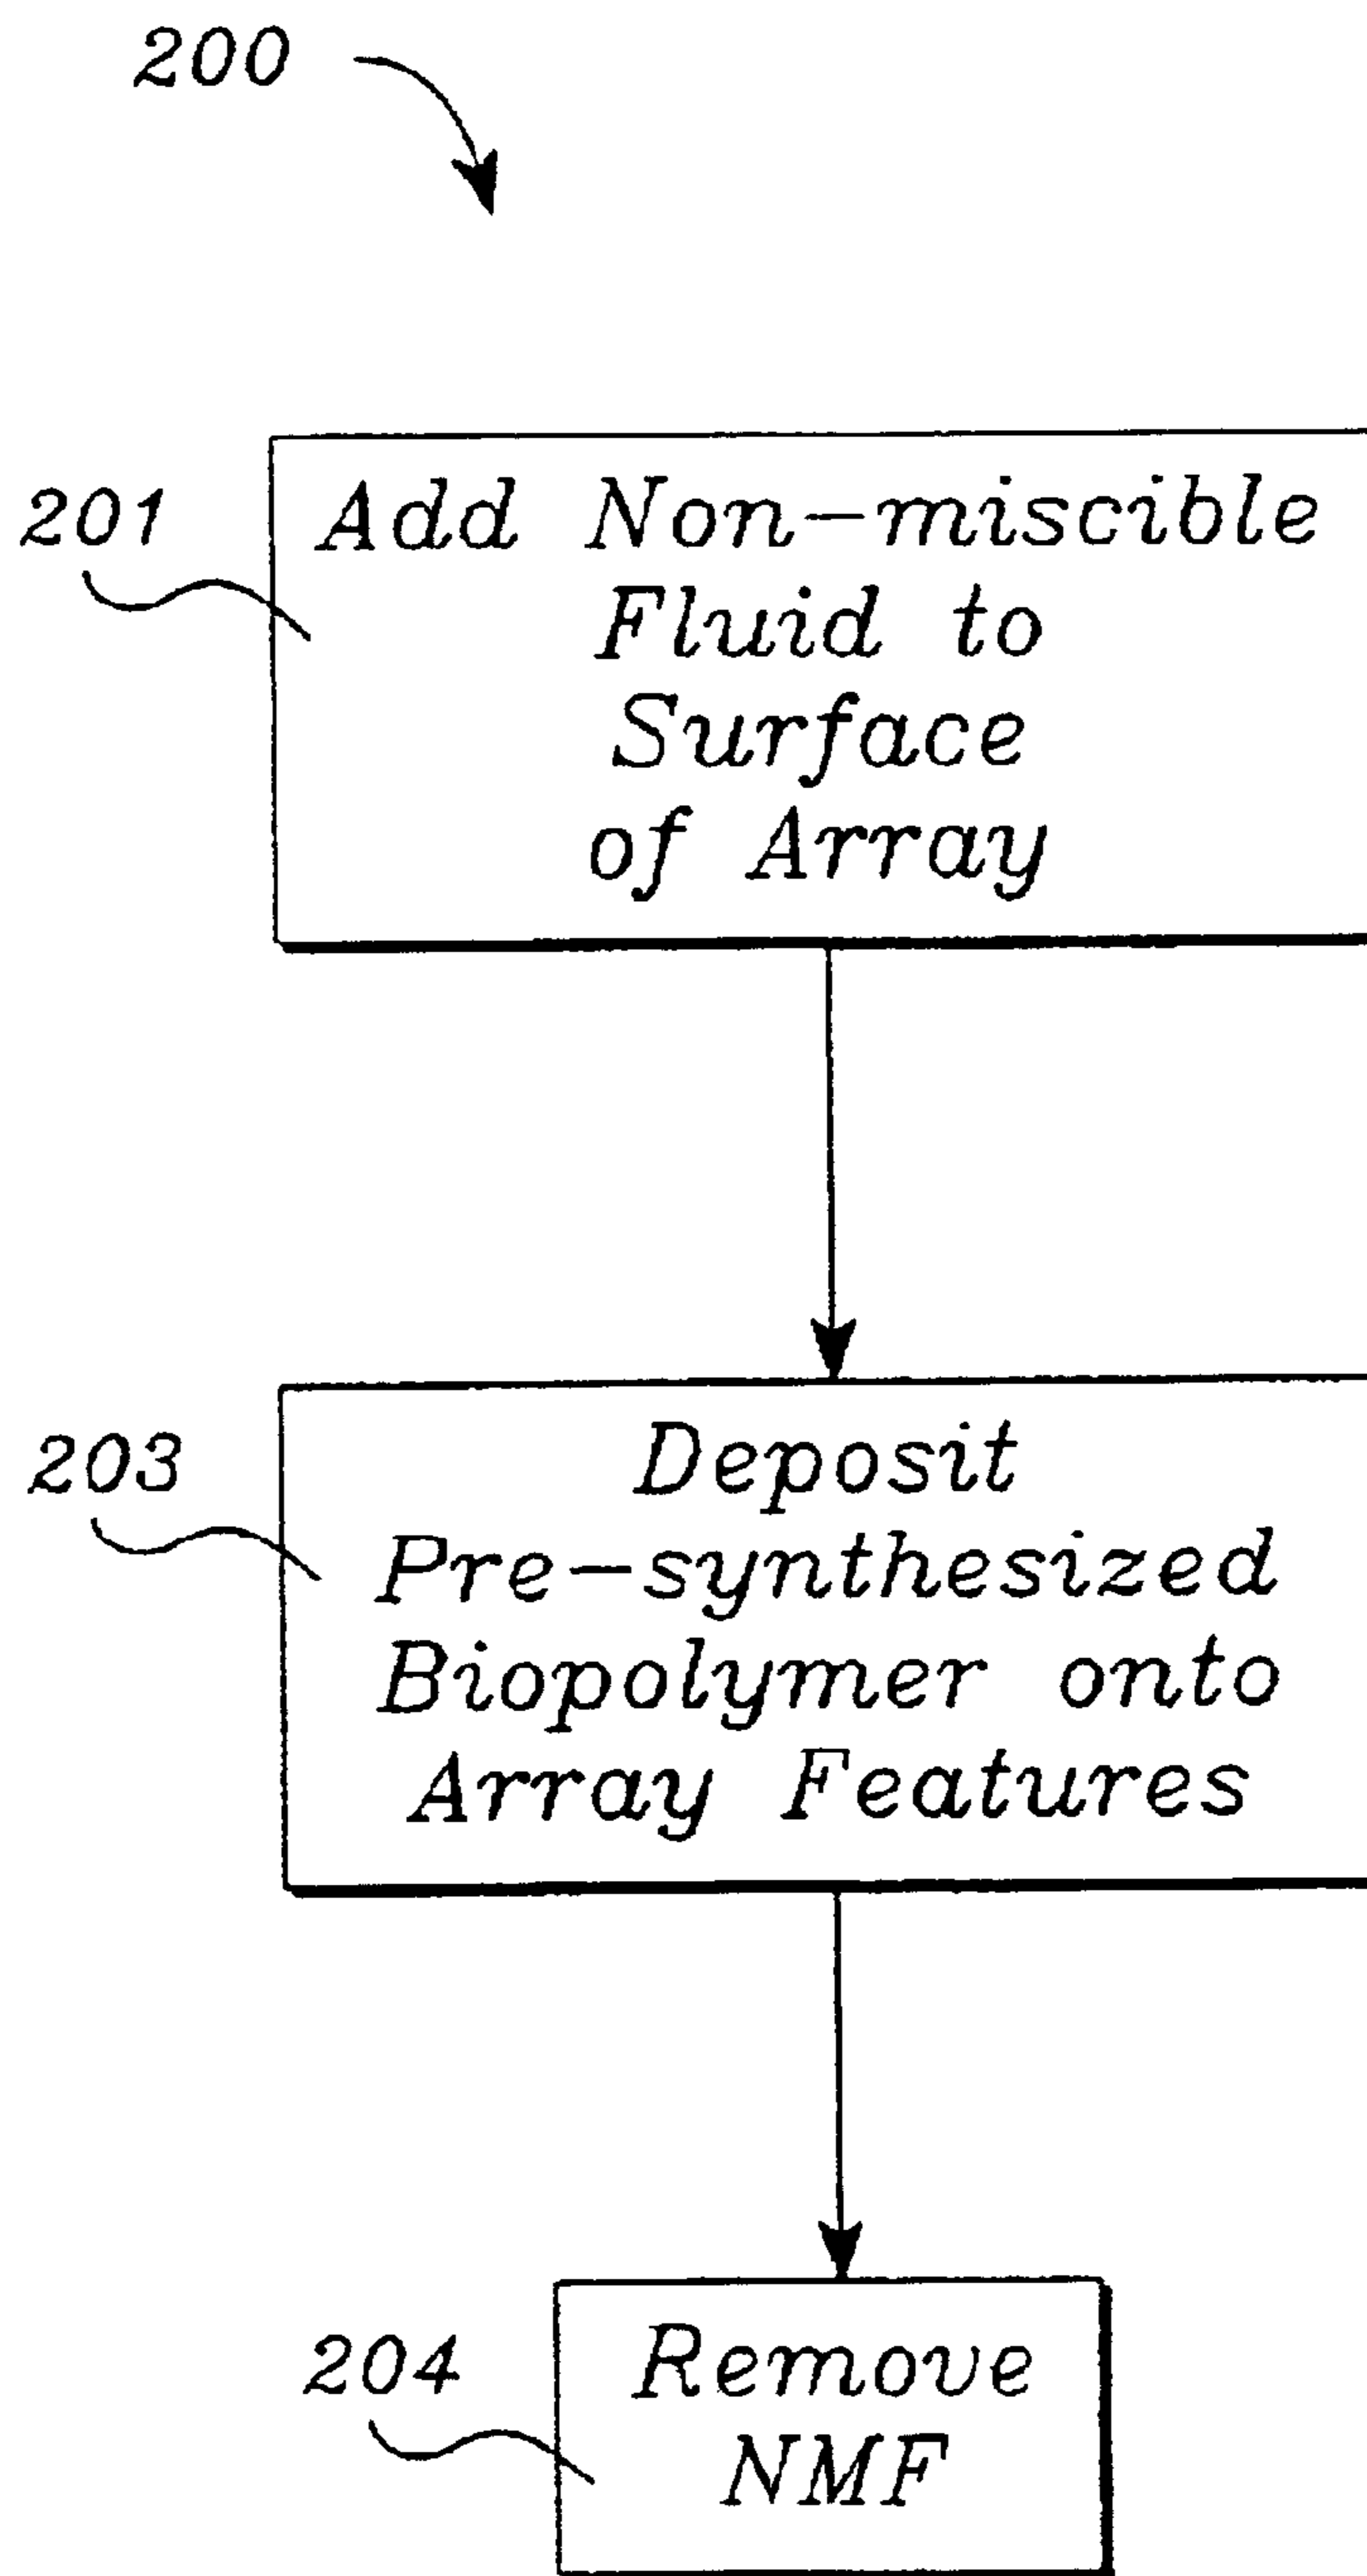 200
201
Add Non-miscible
Fluid to
Surface
of Array
203
Deposit
Pre-synthesized
Biopolymer onto
Array Features
204
Remove
NMF